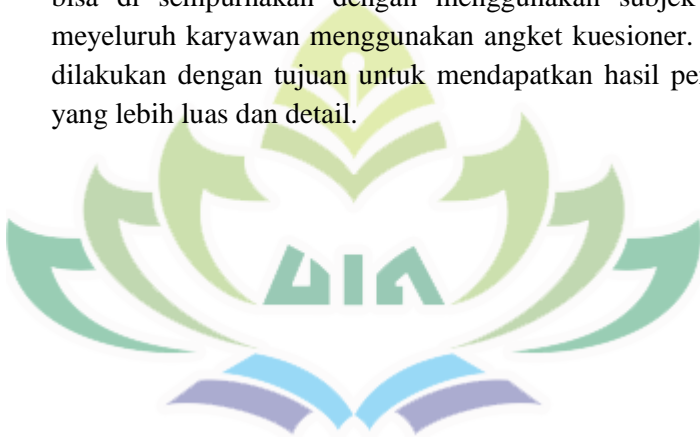 bisa di sempurnakan dengan menggunakan subjek
meyeluruh karyawan menggunakan angket kuesioner.
dilakukan dengan tujuan untuk mendapatkan hasil pe
yang lebih luas dan detail.